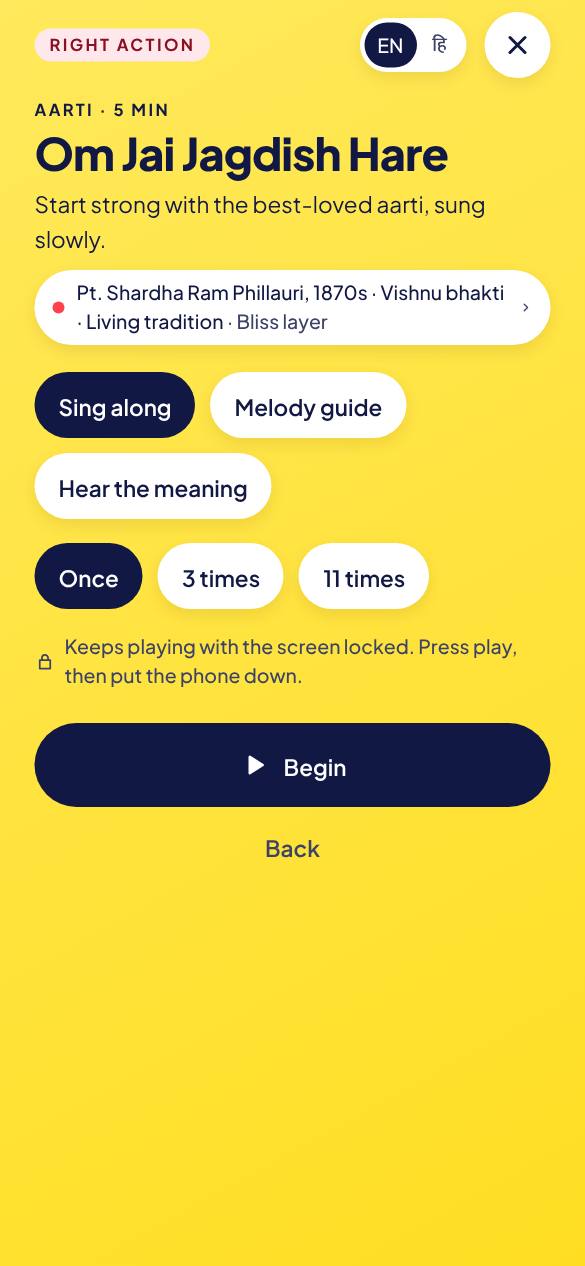 RIGHT ACTION
EN
हि
AARTI · 5 MIN
Om Jai Jagdish Hare
Start strong with the best-loved aarti, sung
slowly.
Pt. Shardha Ram Phillauri, 1870s · Vishnu bhakti
· Living tradition · Bliss layer
Sing along
Melody guide
Hear the meaning
Once
3 times
11 times
Keeps playing with the screen locked. Press play,
then put the phone down.
Begin
Back